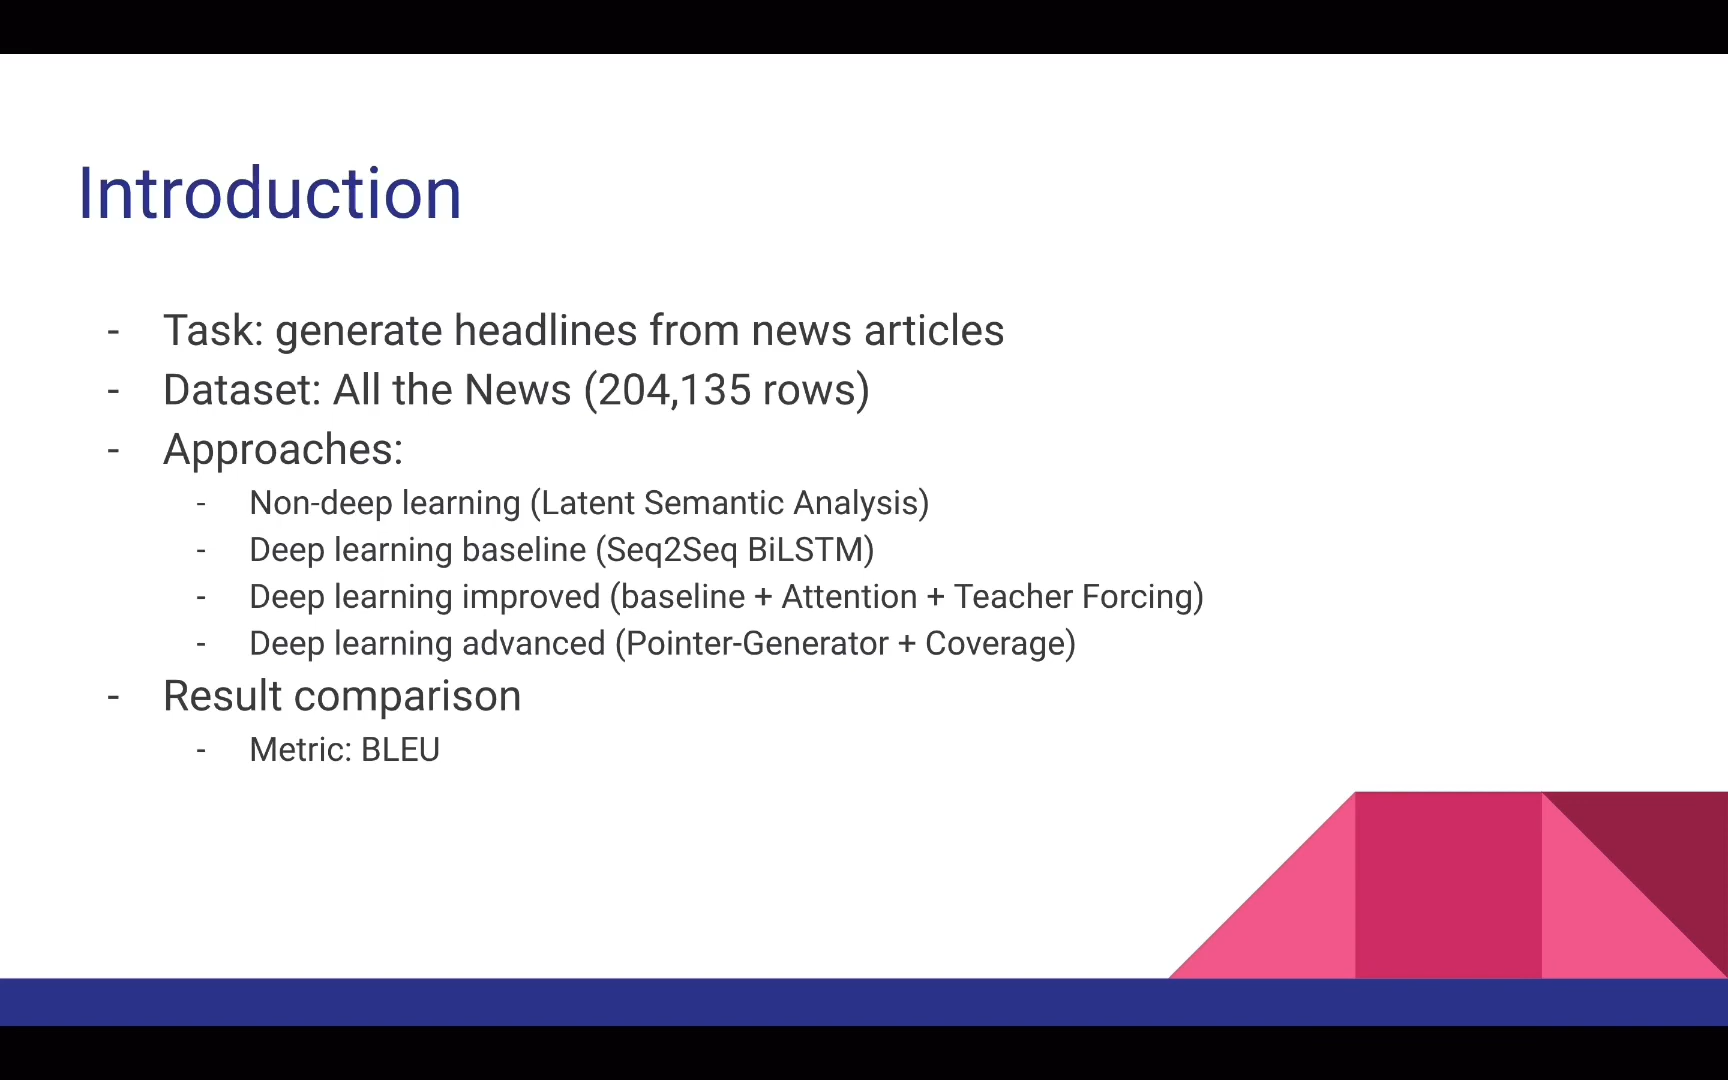 Introduction
- Task: generate headlines from news articles
- Dataset: All the News (204,135 rows)
- Approaches:
- Non-deep learning (Latent Semantic Analysis)
- Deep learning baseline (Seq2Seq BiLSTM)
- Deep learning improved (baseline + Attention + Teacher Forcing)
- Deep learning advanced (Pointer-Generator + Coverage)
- Result comparison
- Metric: BLEU